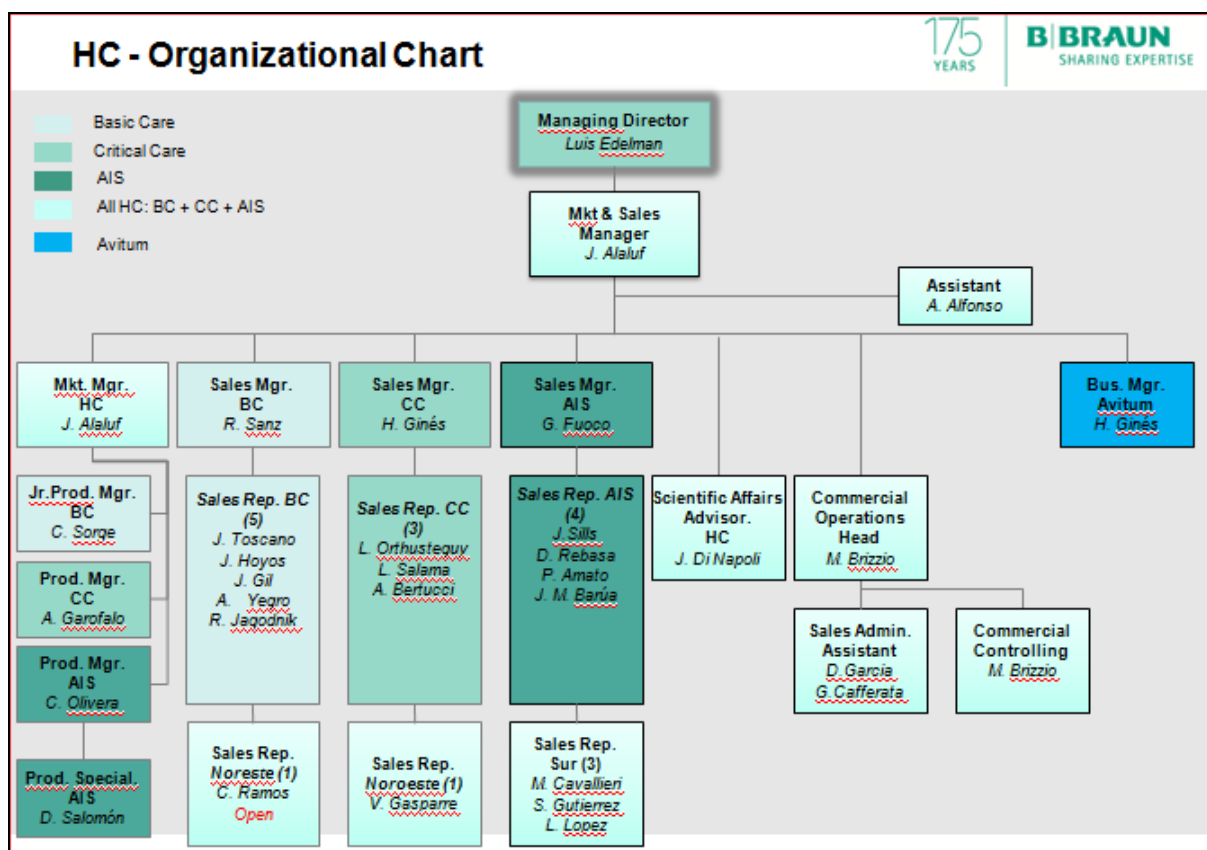 HC - Organizational Chart
175
YEARS
B|BRAUN
SHARING EXPERTISE
Basic Care
Critical Care
AIS
All HC: BC + CC + AIS
Avitum
Managing Director
Luis Edelman
Mkt & Sales
Manager
J. Alaluf
Assistant
A. Alfonso
Mkt. Mgr.
HC
J. Alaluf
Sales Mgr.
BC
R. Sanz
Sales Mgr.
CC
H. Ginés
Sales Mgr.
AIS
G. Fuoco
Bus. Mgr.
Avitum
H. Ginés
Jr.Prod. Mgr.
BC
C. Sorge
Prod. Mgr.
CC
A. Garofalo
Prod. Mgr.
AIS
C. Olivera
Prod. Special.
AIS
D. Salomón
Sales Rep. BC
(5)
J. Toscano
J. Hoyos
J. Gil
A. Yegro
R. Jagodnik
Sales Rep. CC
(3)
L. Orthusteguy
L. Salama
A. Bertucci
Sales Rep. AIS
(4)
J. Sills
D. Rebasa
P. Amato
J. M. Barúa
Scientific Affairs
Advisor.
HC
J. Di Napoli
Commercial
Operations
Head
M. Brizzio
Sales Admin.
Assistant
D.Garcia
G.Cafferata
Commercial
Controlling
M. Brizzio
Sales Rep.
Noreste (1)
C. Ramos
Open
Sales Rep.
Noroeste (1)
V. Gasparre
Sales Rep.
Sur (3)
M. Cavallieri
S. Gutierrez
L. Lopez